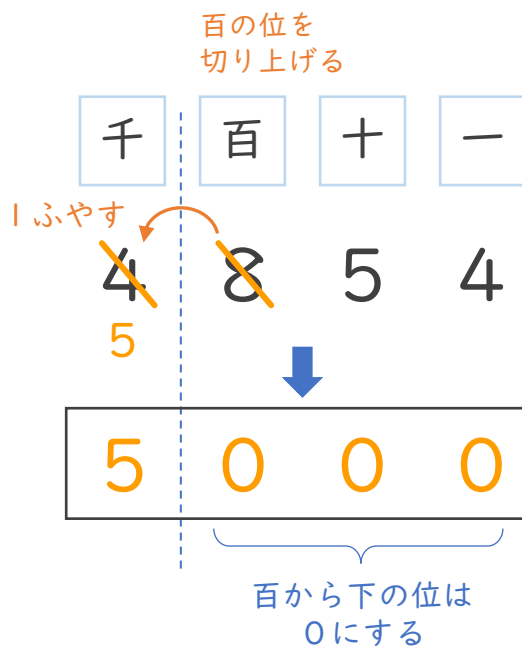 百の位を
切り上げる
千 百 十 一
1ふやす
4 8 5 4
5
5 0 0 0
百から下の位は
0にする